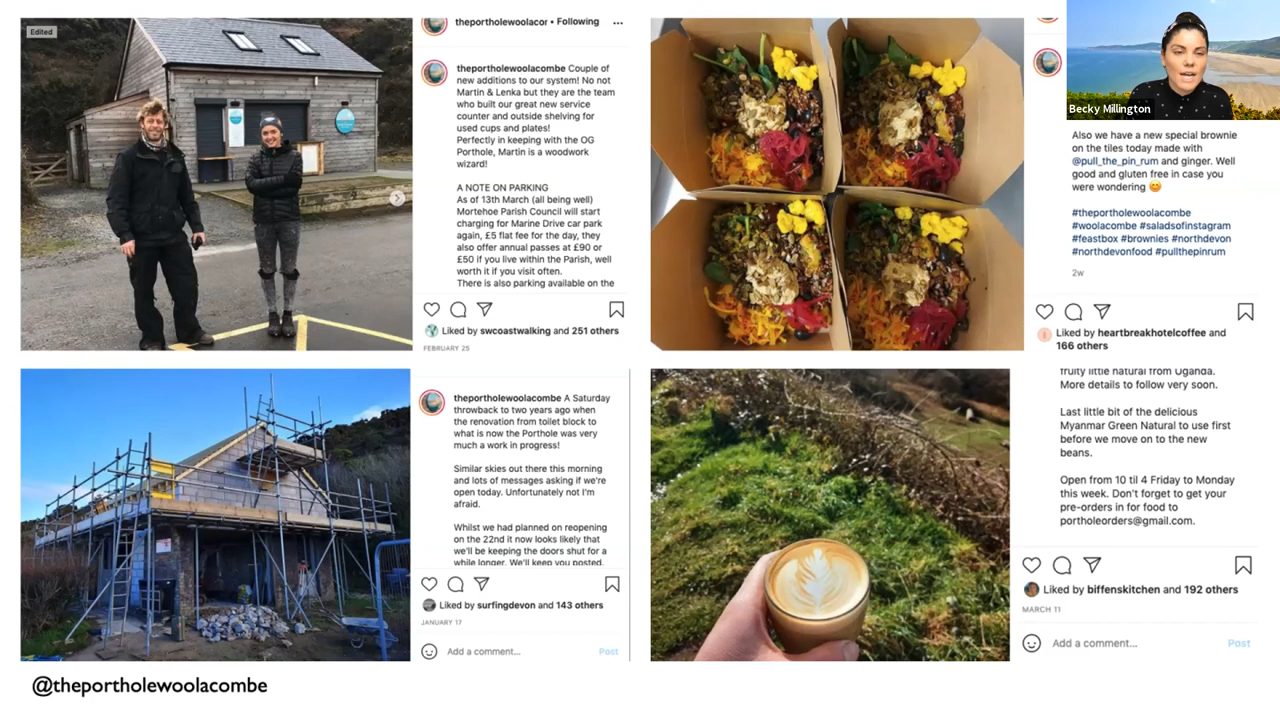 Edited
theportholewoolacor • Following
theportholewoolacombe Couple of
new additions to our system! No not
Martin & Lenka but they are the team
who built our great new service
counter and outside shelving for
used cups and plates!
Perfectly in keeping with the OG
Porthole, Martin is a woodwork
wizard!
A NOTE ON PARKING
As of 13th March (all being well)
Mortehoe Parish Council will start
charging for Marine Drive car park
again, £5 flat fee for the day, they
also offer annual passes at £90 or
£50 if you live within the Parish, well
worth it if you visit often.
There is also parking available on the
Liked by swcoastwalking and 251 others
FEBRUARY 25
Becky Millington
Also we have a new special brownie
on the tiles today made with
@pull_the_pin_rum and ginger. Well
good and gluten free in case you
were wondering 😊
#theportholewoolacombe
#woolacombe #saladsofinstagram
#feastbox #brownies #northdevon
#northdevonfood #pullthepinrum
2w
Liked by heartbreakhotelcoffee and
166 others
theportholewoolacombe A Saturday
throwback to two years ago when
the renovation from toilet block to
what is now the Porthole was very
much a work in progress!
Similar skies out there this morning
and lots of messages asking if we're
open today. Unfortunately not I'm
afraid.
Whilst we had planned on reopening
on the 22nd it now looks likely that
we'll be keeping the doors shut for a
while longer. We'll keep you posted.
Liked by surfingdevon and 143 others
JANUARY 17
Add a comment... Post
fruity little natural from Uganda.
More details to follow very soon.
Last little bit of the delicious
Myanmar Green Natural to use first
before we move on to the new
beans.
Open from 10 til 4 Friday to Monday
this week. Don't forget to get your
pre-orders in for food to
portholeorders@gmail.com.
Liked by biffenskitchen and 192 others
MARCH 11
Add a comment... Post
@theportholewoolacombe